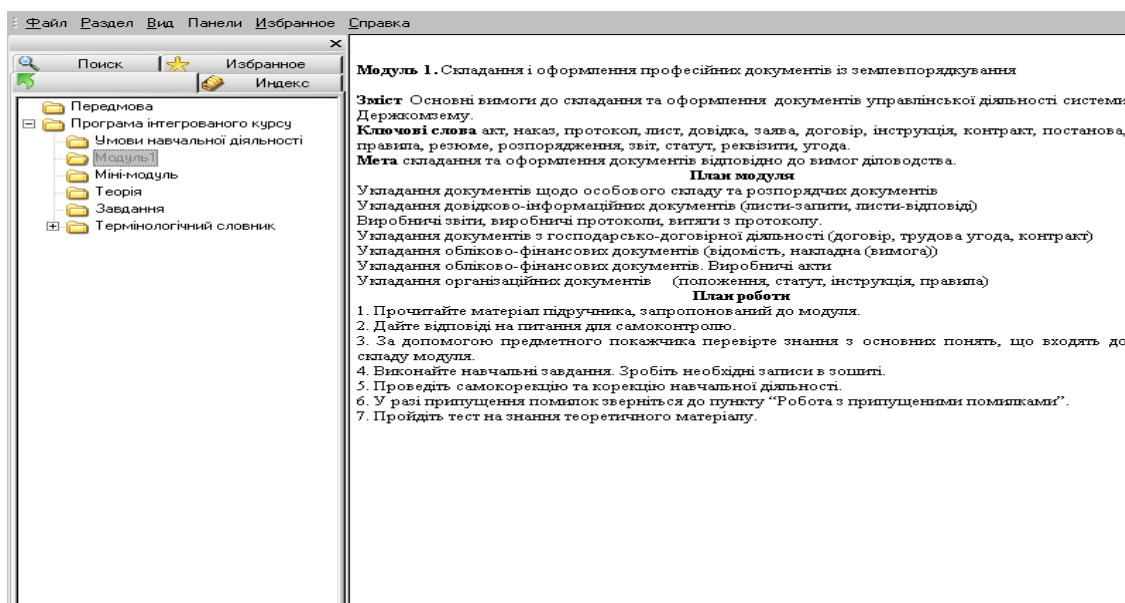 Файл Раздел Вид Панели Избранное Справка
Поиск Избранное
Индекс
Передмова
Програма інтегрованого курсу
Умови навчальної діяльності
Модуль1
Міні-модуль
Теорія
Завдання
Термінологічний словник
Модуль 1. Складання і оформлення професійних документів із землевпорядкування
Зміст Основні вимоги до складання та оформлення документів управлінської діяльності системи
Держкомзему.
Ключові слова акт, наказ, протокол, лист, довідка, заява, договір, інструкція, контракт, постанова,
правила, резюме, розпорядження, звіт, статут, реквізити, угода.
Мета складання та оформлення документів відповідно до вимог діловодства.
План модуля
Укладання документів щодо особового складу та розпорядчих документів
Укладання довідково-інформаційних документів (листи-запити, листи-відповіді)
Виробничі звіти, виробничі протоколи, витяги з протоколу.
Укладання документів з господарсько-договірної діяльності (договір, трудова угода, контракт)
Укладання обліково-фінансових документів (відомість, накладна (вимога))
Укладання обліково-фінансових документів. Виробничі акти
Укладання організаційних документів (положення, статут, інструкція, правила)
План роботи
1. Прочитайте матеріал підручника, запропонований до модуля.
2. Дайте відповіді на питання для самоконтролю.
3. За допомогою предметного покажчика перевірте знання з основних понять, що входять до
складу модуля.
4. Виконайте навчальні завдання. Зробіть необхідні записи в зошиті.
5. Проведіть самокорекцію та корекцію навчальної діяльності.
6. У разі припущення помилок зверніться до пункту “Робота з припущеними помилками”.
7. Пройдіть тест на знання теоретичного матеріалу.